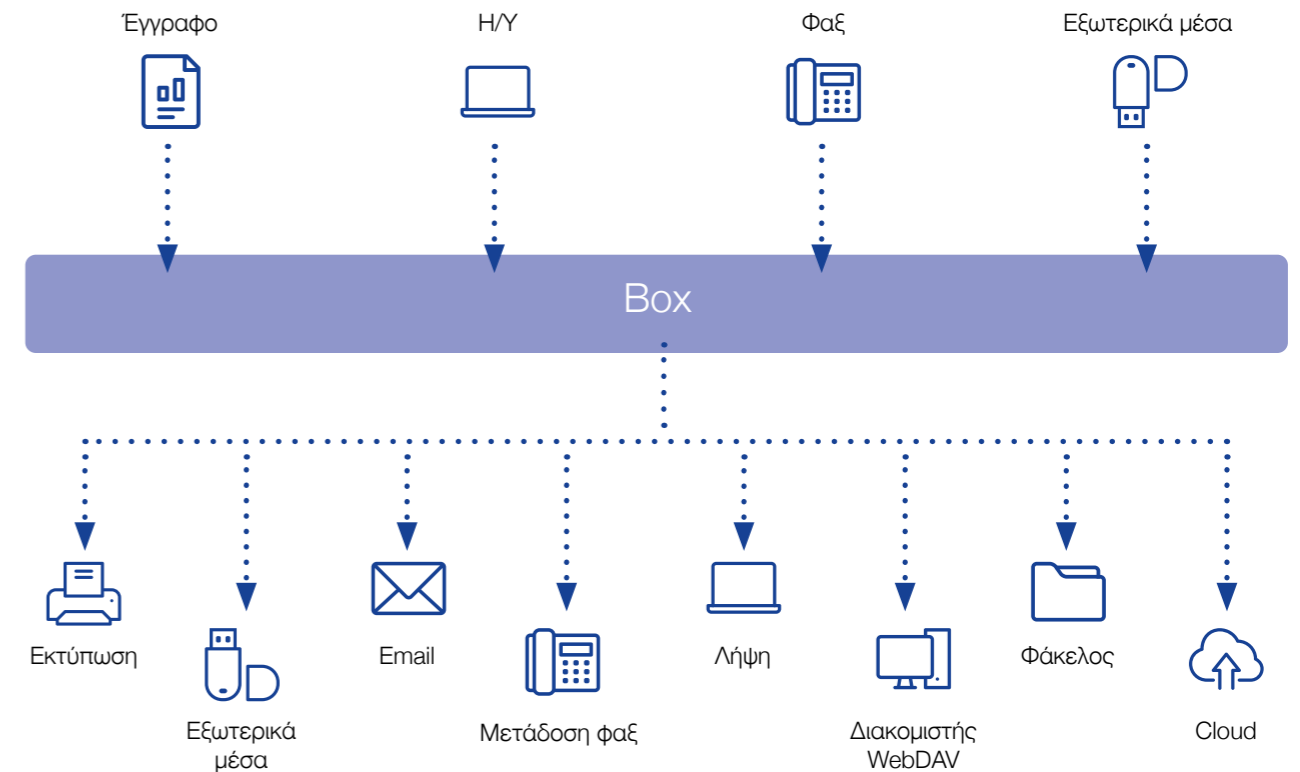 Έγγραφο
Η/Υ
Φαξ
Εξωτερικά μέσα
Box
Εκτύπωση
Email
Λήψη
Φάκελος
Εξωτερικά
μέσα
Μετάδοση φαξ
Διακομιστής
WebDAV
Cloud